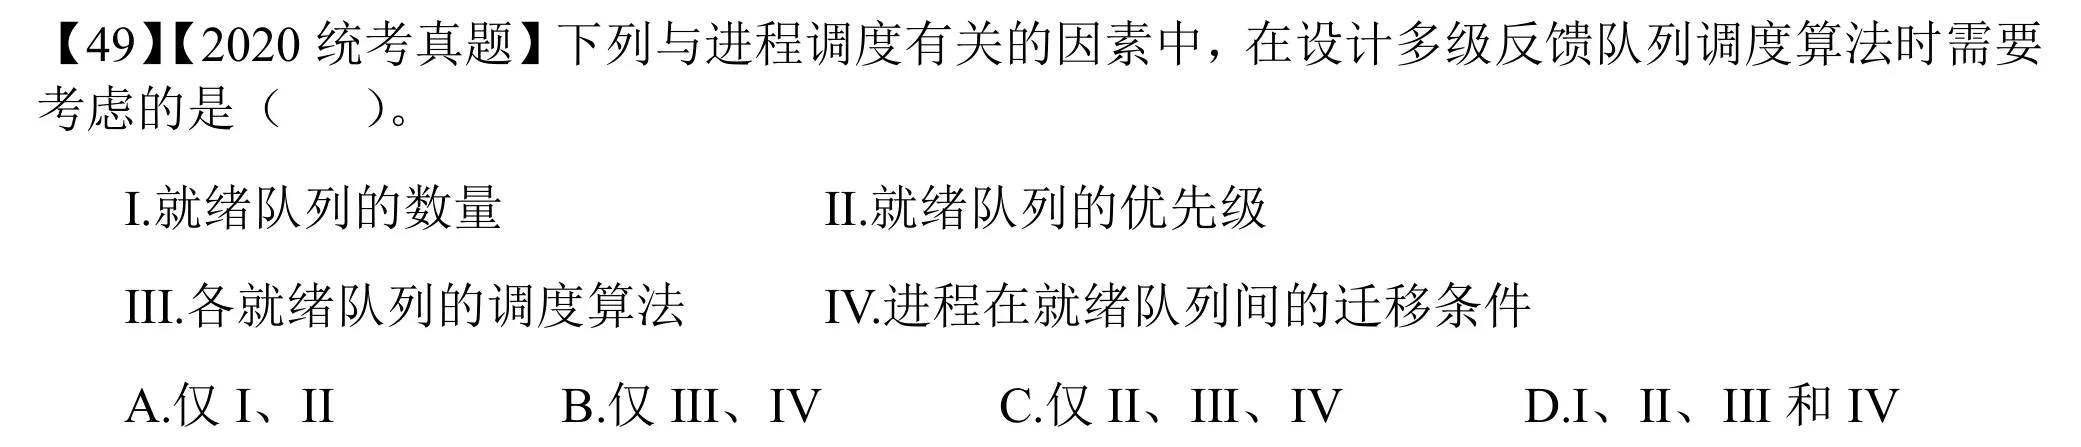 【49】【2020 统考真题】下列与进程调度有关的因素中，在设计多级反馈队列调度算法时需要
考虑的是（　　）。
I.就绪队列的数量　　II.就绪队列的优先级
III.各就绪队列的调度算法　　IV.进程在就绪队列间的迁移条件
A.仅 I、II　　B.仅 III、IV　　C.仅 II、III、IV　　D.I、II、III 和 IV